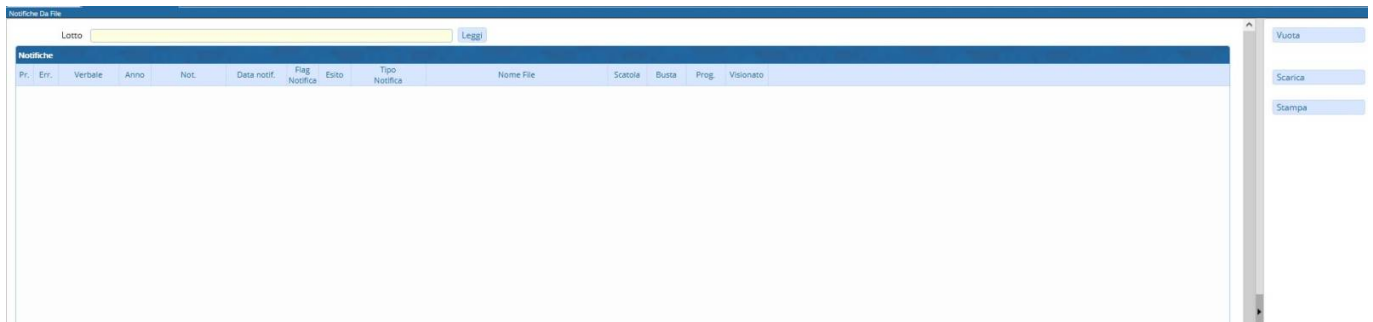 Notifiche Da File
Lotto Leggi Vuota
Notifiche
Pr. Err. Verbale Anno Not. Data notif. Flag Notifica Esito Tipo Notifica Nome File Scatola Busta Prog. Visionato
Scarica
Stampa